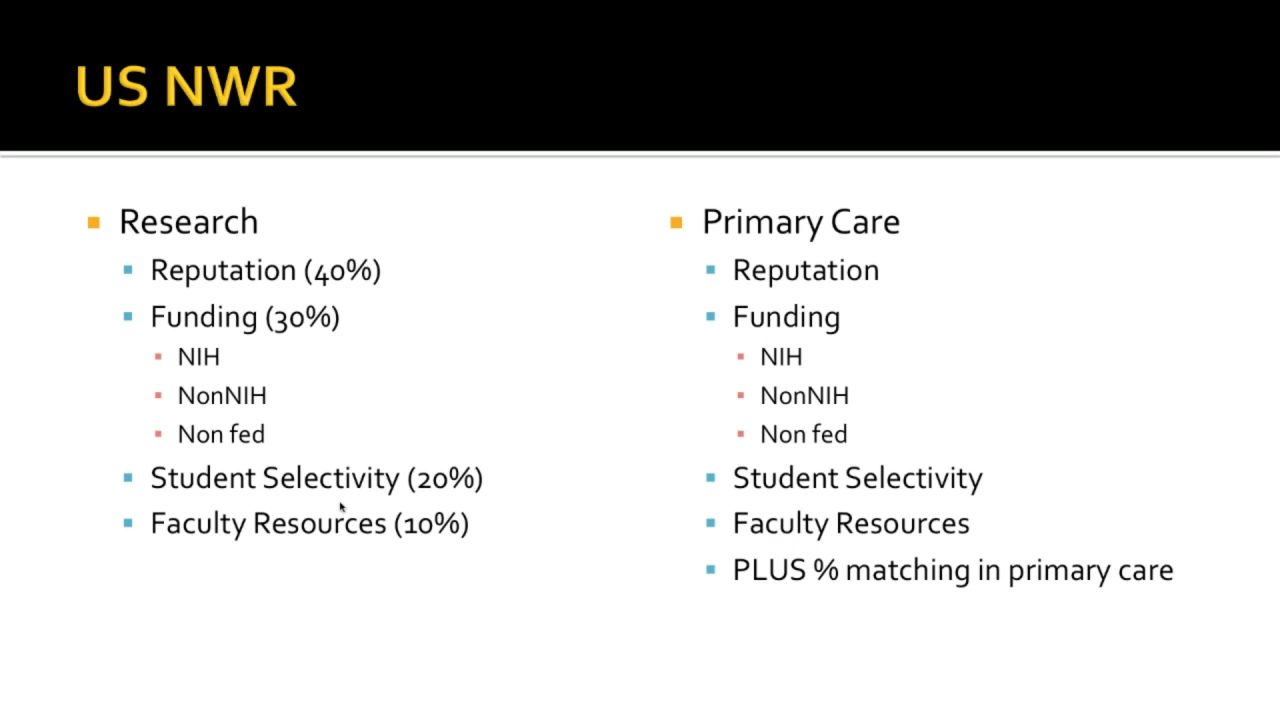 US NWR
Research
Reputation (40%)
Funding (30%)
NIH
NonNIH
Non fed
Student Selectivity (20%)
Faculty Resources (10%)
Primary Care
Reputation
Funding
NIH
NonNIH
Non fed
Student Selectivity
Faculty Resources
PLUS % matching in primary care